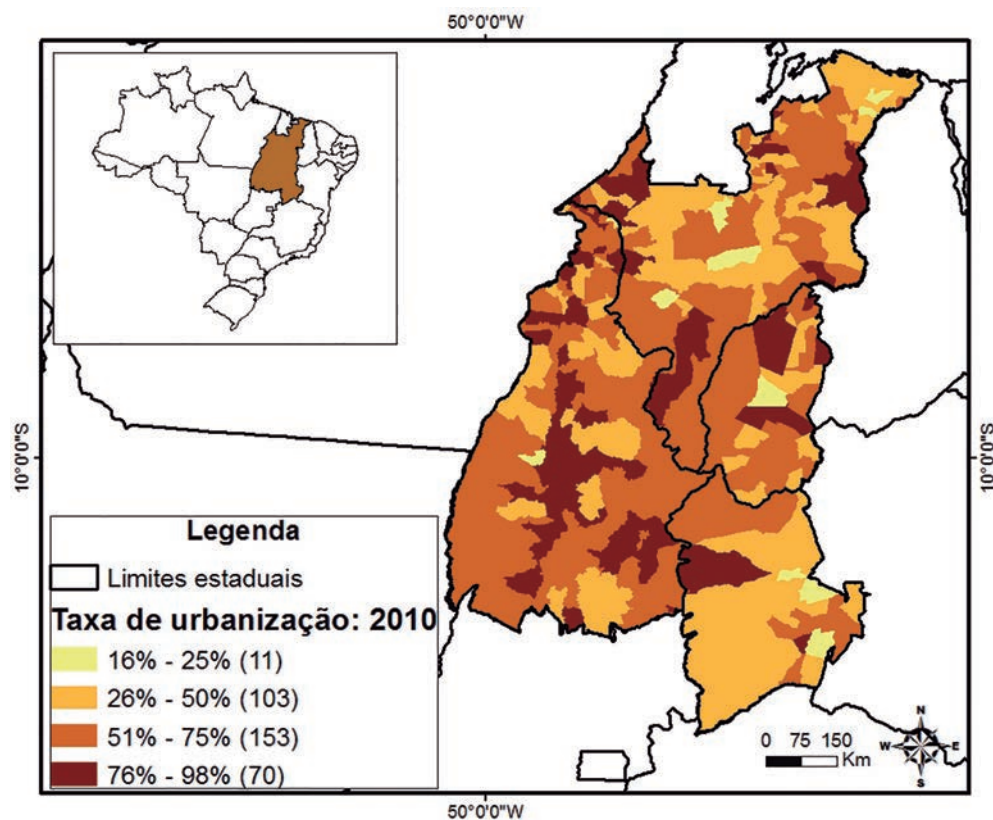 50°0'0"W
10°0'0"S
10°0'0"S
Legenda
Limites estaduais
Taxa de urbanização: 2010
16% - 25% (11)
26% - 50% (103)
51% - 75% (153)
76% - 98% (70)
0 75 150
Km
N
W E
S
50°0'0"W